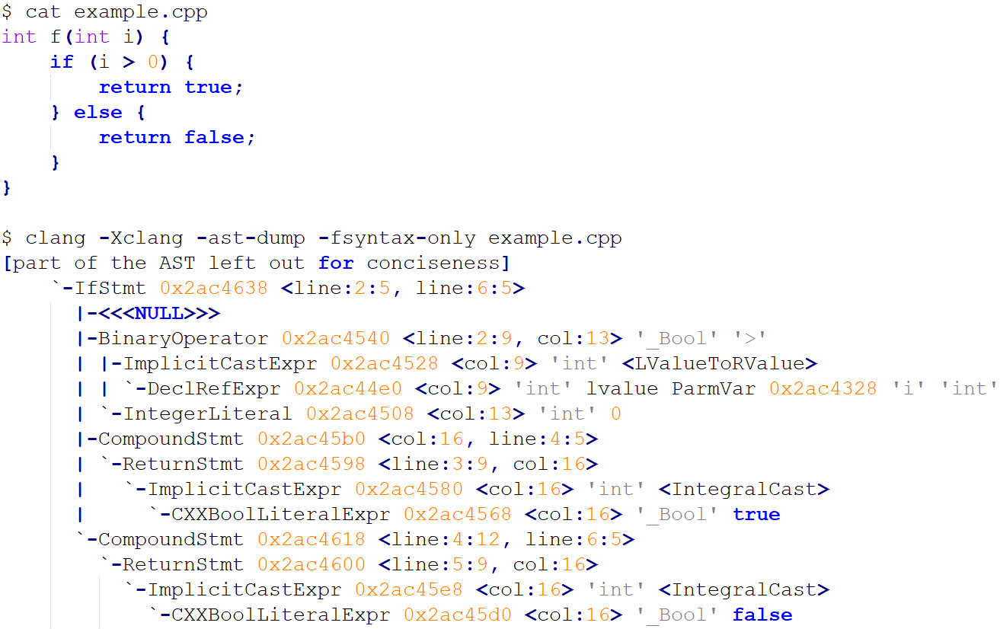 $ cat example.cpp
int f(int i) {
    if (i > 0) {
        return true;
    } else {
        return false;
    }
}

$ clang -Xclang -ast-dump -fsyntax-only example.cpp
[part of the AST left out for conciseness]
    `-IfStmt 0x2ac4638 <line:2:5, line:6:5>
      |-<<<NULL>>>
      |-BinaryOperator 0x2ac4540 <line:2:9, col:13> '_Bool' '>'
      | |-ImplicitCastExpr 0x2ac4528 <col:9> 'int' <LValueToRValue>
      | | `-DeclRefExpr 0x2ac44e0 <col:9> 'int' lvalue ParmVar 0x2ac4328 'i' 'int'
      | `-IntegerLiteral 0x2ac4508 <col:13> 'int' 0
      |-CompoundStmt 0x2ac45b0 <col:16, line:4:5>
      | `-ReturnStmt 0x2ac4598 <line:3:9, col:16>
      |   `-ImplicitCastExpr 0x2ac4580 <col:16> 'int' <IntegralCast>
      |     `-CXXBoolLiteralExpr 0x2ac4568 <col:16> '_Bool' true
      `-CompoundStmt 0x2ac4618 <line:4:12, line:6:5>
        `-ReturnStmt 0x2ac4600 <line:5:9, col:16>
          `-ImplicitCastExpr 0x2ac45e8 <col:16> 'int' <IntegralCast>
            `-CXXBoolLiteralExpr 0x2ac45d0 <col:16> '_Bool' false